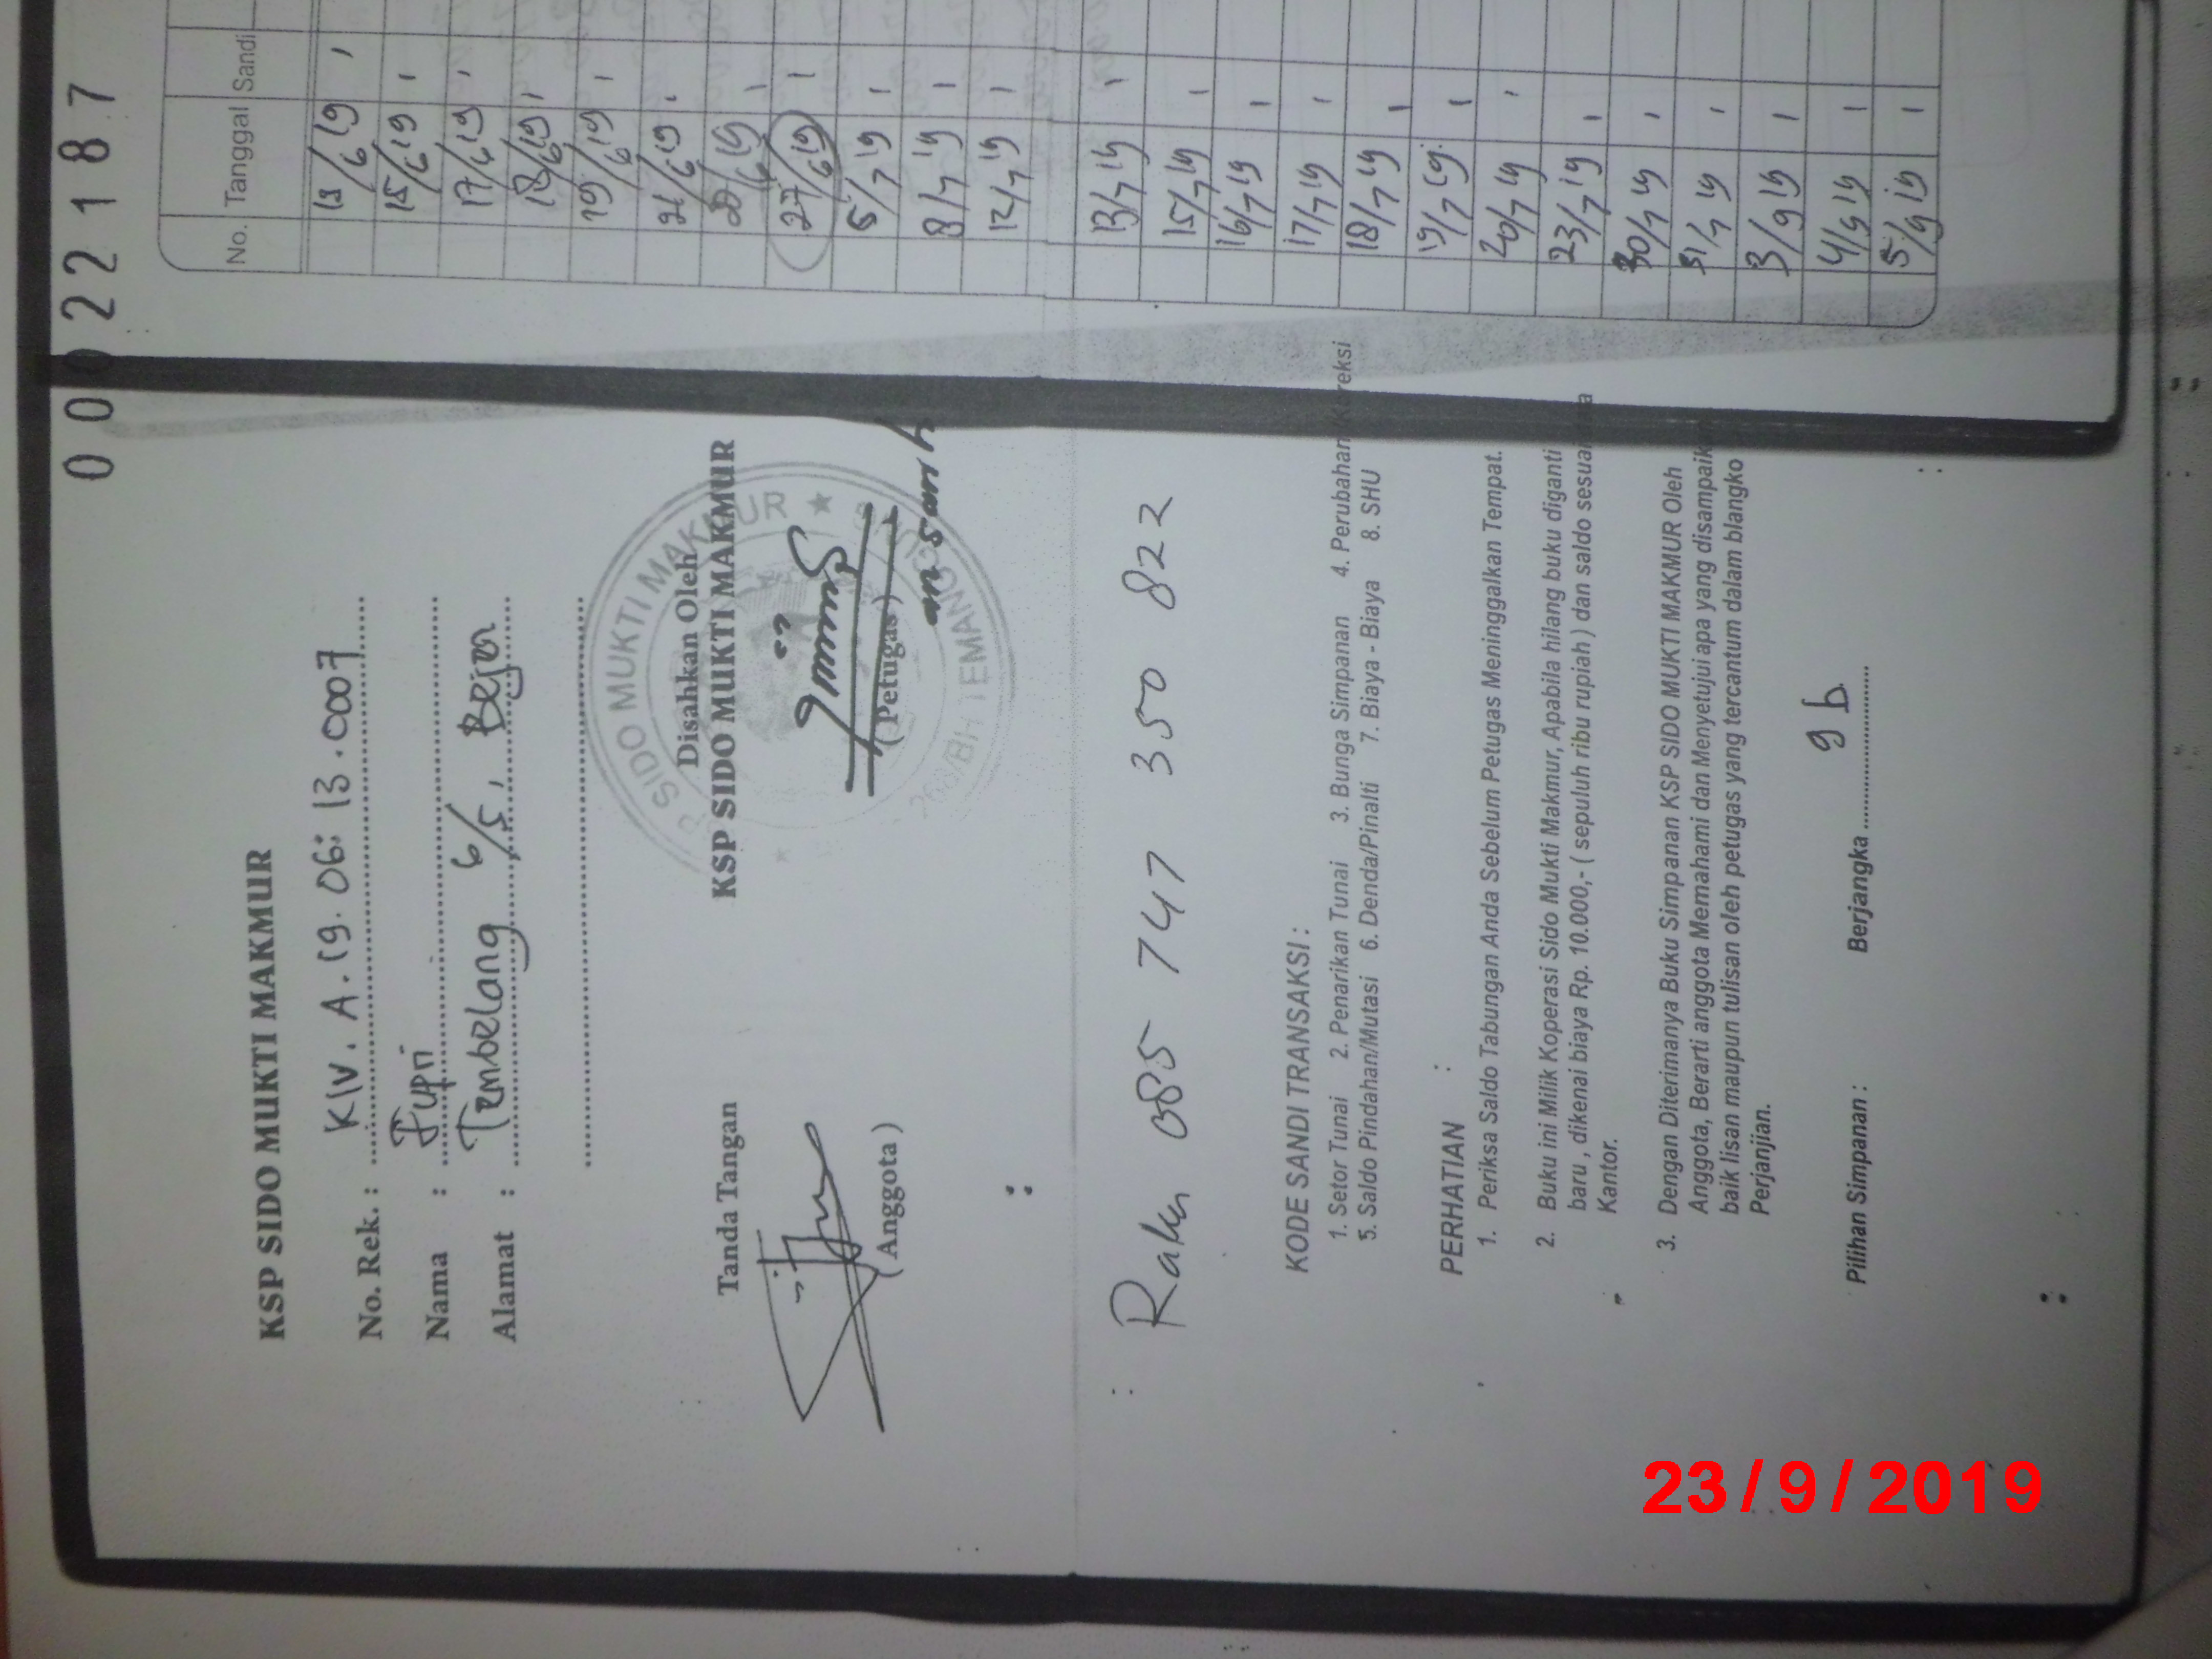 00022187
KSP SIDO MUKTI MAKMUR
No. Rek. : KIV. A. 19. 06: 13 .0007
Nama : Jupri
Alamat : Tembelang 6/5, Bejen
Tanda Tangan
(Anggota)
Disahkan Oleh
KSP SIDO MUKTI MAKMUR
(Petugas)
KSP SIDO MUKTI MAKMUR ★
TEMANGGUNG
085 747 350 822
KODE SANDI TRANSAKSI :
1. Setor Tunai 2. Penarikan Tunai 3. Bunga Simpanan 4. Perubahan/Koreksi
5. Saldo Pindahan/Mutasi 6. Denda/Pinalti 7. Biaya - Biaya 8. SHU
PERHATIAN :
1. Periksa Saldo Tabungan Anda Sebelum Petugas Meninggalkan Tempat.
2. Buku ini Milik Koperasi Sido Mukti Makmur, Apabila hilang buku diganti
baru , dikenai biaya Rp. 10.000,- ( sepuluh ribu rupiah ) dan saldo sesuai
Kantor.
3. Dengan Diterimanya Buku Simpanan KSP SIDO MUKTI MAKMUR Oleh
Anggota, Berarti anggota Memahami dan Menyetujui apa yang disampaikan
baik lisan maupun tulisan oleh petugas yang tercantum dalam blangko
Perjanjian.
Pilihan Simpanan : Berjangka 9 b.
No. Tanggal Sandi
13/6 19 1
15/6 19 1
17/6 19 1
18/6 19 1
19/6 19 1
21/6 19 1
1
27/6 19 1
5/7 19 1
8/7 19 1
12/7 19 1
13/7 19 1
15/7 19 1
16/7 19 1
17/7 19 1
18/7 19 1
19/7 19. 1
20/7 19 1
23/7 19 1
30/7 19 1
31/7 19 1
3/9 19 1
4/9 19 1
5/9 19 1
23/9/2019